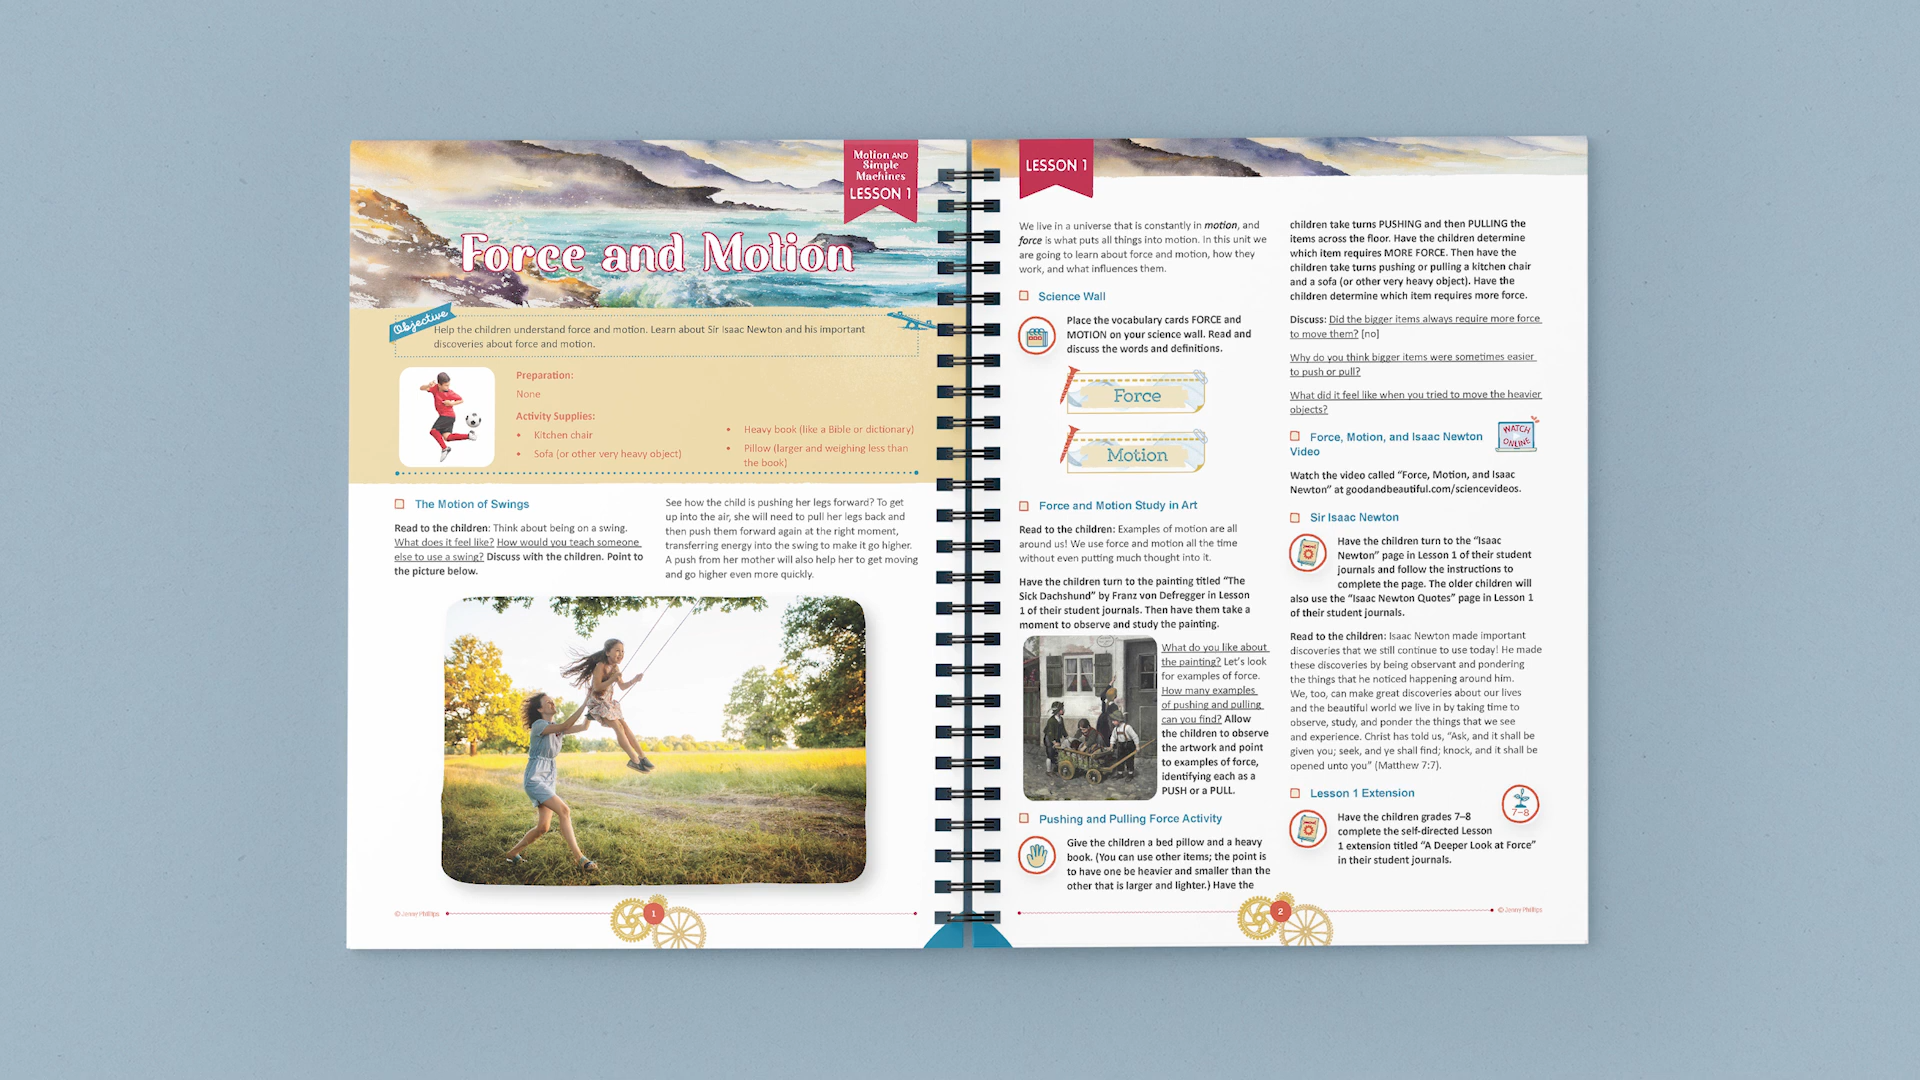 Motion AND
Simple
Machines
LESSON 1
Force and Motion
Objective
Help the children understand force and motion. Learn about Sir Isaac Newton and his important
discoveries about force and motion.
Preparation:
None
Activity Supplies:
• Kitchen chair
• Sofa (or other very heavy object)
• Heavy book (like a Bible or dictionary)
• Pillow (larger and weighing less than
the book)
The Motion of Swings
Read to the children: Think about being on a swing.
What does it feel like? How would you teach someone
else to use a swing? Discuss with the children. Point to
the picture below.
See how the child is pushing her legs forward? To get
up into the air, she will need to pull her legs back and
then push them forward again at the right moment,
transferring energy into the swing to make it go higher.
A push from her mother will also help her to get moving
and go higher even more quickly.
© Jenny Phillips
1
LESSON 1
We live in a universe that is constantly in motion, and
force is what puts all things into motion. In this unit we
are going to learn about force and motion, how they
work, and what influences them.
Science Wall
Place the vocabulary cards FORCE and
MOTION on your science wall. Read and
discuss the words and definitions.
Force
Motion
Force and Motion Study in Art
Read to the children: Examples of motion are all
around us! We use force and motion all the time
without even putting much thought into it.
Have the children turn to the painting titled “The
Sick Dachshund” by Franz von Defregger in Lesson
1 of their student journals. Then have them take a
moment to observe and study the painting.
What do you like about
the painting? Let’s look
for examples of force.
How many examples
of pushing and pulling
can you find? Allow
the children to observe
the artwork and point
to examples of force,
identifying each as a
PUSH or a PULL.
Pushing and Pulling Force Activity
Give the children a bed pillow and a heavy
book. (You can use other items; the point is
to have one be heavier and smaller than the
other that is larger and lighter.) Have the
children take turns PUSHING and then PULLING the
items across the floor. Have the children determine
which item requires MORE FORCE. Then have the
children take turns pushing or pulling a kitchen chair
and a sofa (or other very heavy object). Have the
children determine which item requires more force.
Discuss: Did the bigger items always require more force
to move them? [no]
Why do you think bigger items were sometimes easier
to push or pull?
What did it feel like when you tried to move the heavier
objects?
Force, Motion, and Isaac Newton
Video
WATCH
ONLINE
Watch the video called “Force, Motion, and Isaac
Newton” at goodandbeautiful.com/sciencevideos.
Sir Isaac Newton
Have the children turn to the “Isaac
Newton” page in Lesson 1 of their student
journals and follow the instructions to
complete the page. The older children will
also use the “Isaac Newton Quotes” page in Lesson 1
of their student journals.
Read to the children: Isaac Newton made important
discoveries that we still continue to use today! He made
these discoveries by being observant and pondering
the things that he noticed happening around him.
We, too, can make great discoveries about our lives
and the beautiful world we live in by taking time to
observe, study, and ponder the things that we see
and experience. Christ has told us, “Ask, and it shall be
given you; seek, and ye shall find; knock, and it shall be
opened unto you” (Matthew 7:7).
Lesson 1 Extension
7–8
Have the children grades 7–8
complete the self-directed Lesson
1 extension titled “A Deeper Look at Force”
in their student journals.
2
© Jenny Phillips